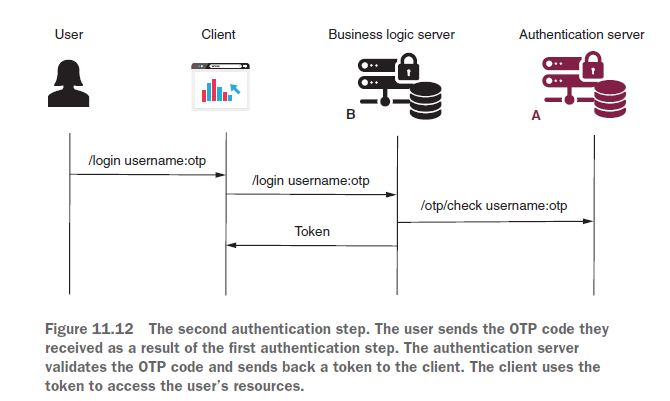 User
Client
Business logic server
Authentication server
B
A
/login username:otp
/login username:otp
/otp/check username:otp
Token
Figure 11.12 The second authentication step. The user sends the OTP code they
received as a result of the first authentication step. The authentication server
validates the OTP code and sends back a token to the client. The client uses the
token to access the user's resources.